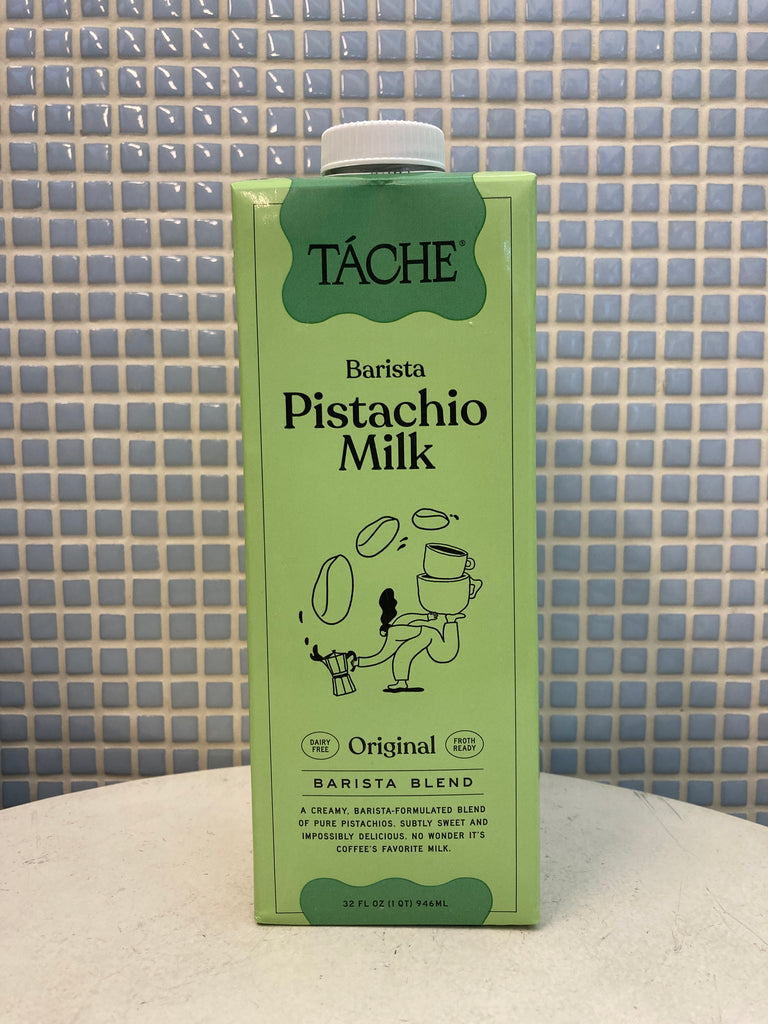 TÁCHE®
Barista
Pistachio
Milk
DAIRY
FREE
Original
FROTH
READY
BARISTA BLEND
A CREAMY, BARISTA-FORMULATED BLEND
OF PURE PISTACHIOS. SUBTLY SWEET AND
IMPOSSIBLY DELICIOUS. NO WONDER IT'S
COFFEE'S FAVORITE MILK.
32 FL OZ (1 QT) 946ML